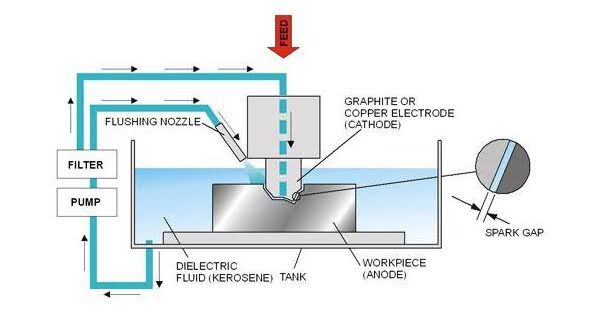 FEED
GRAPHITE OR
COPPER ELECTRODE
(CATHODE)
FLUSHING NOZZLE
FILTER
PUMP
SPARK GAP
DIELECTRIC
FLUID (KEROSENE)
TANK
WORKPIECE
(ANODE)